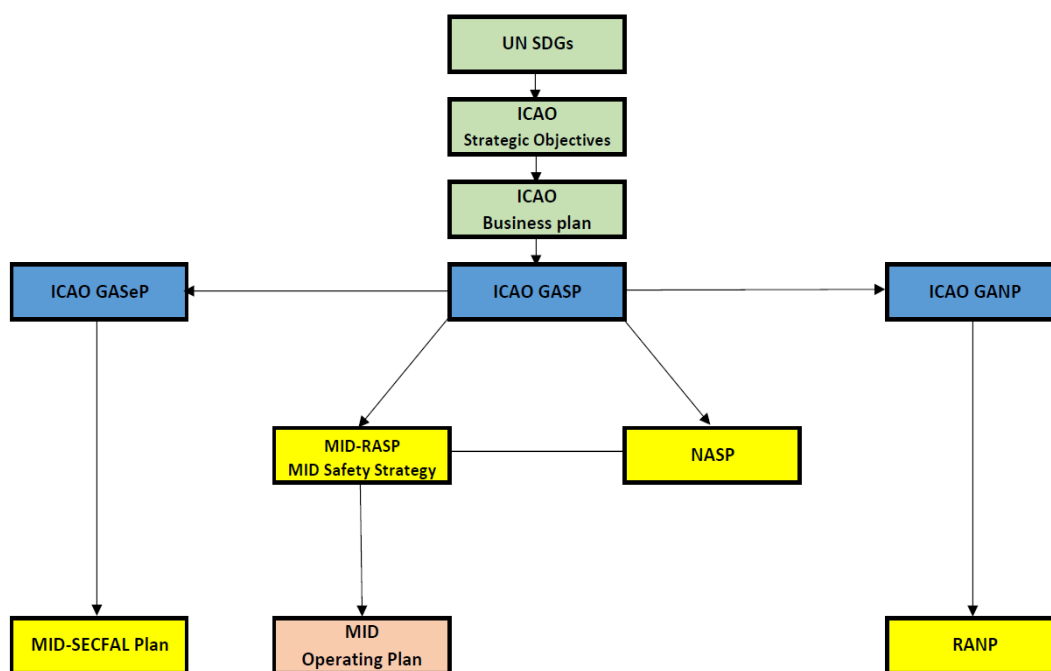 UN SDGs
ICAO
Strategic Objectives
ICAO
Business plan
ICAO GASeP
ICAO GASP
ICAO GANP
MID-RASP
MID Safety Strategy
NASP
MID-SECFAL Plan
MID
Operating Plan
RANP